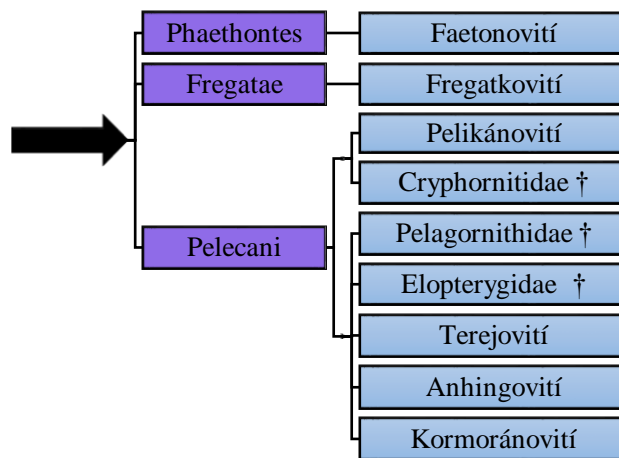 Phaethontes
Faetonovití
Fregatae
Fregatkovití
Pelecani
Pelikánovití
Cryphornitidae †
Pelagornithidae †
Elopterygidae †
Terejovití
Anhingovití
Kormoránovití